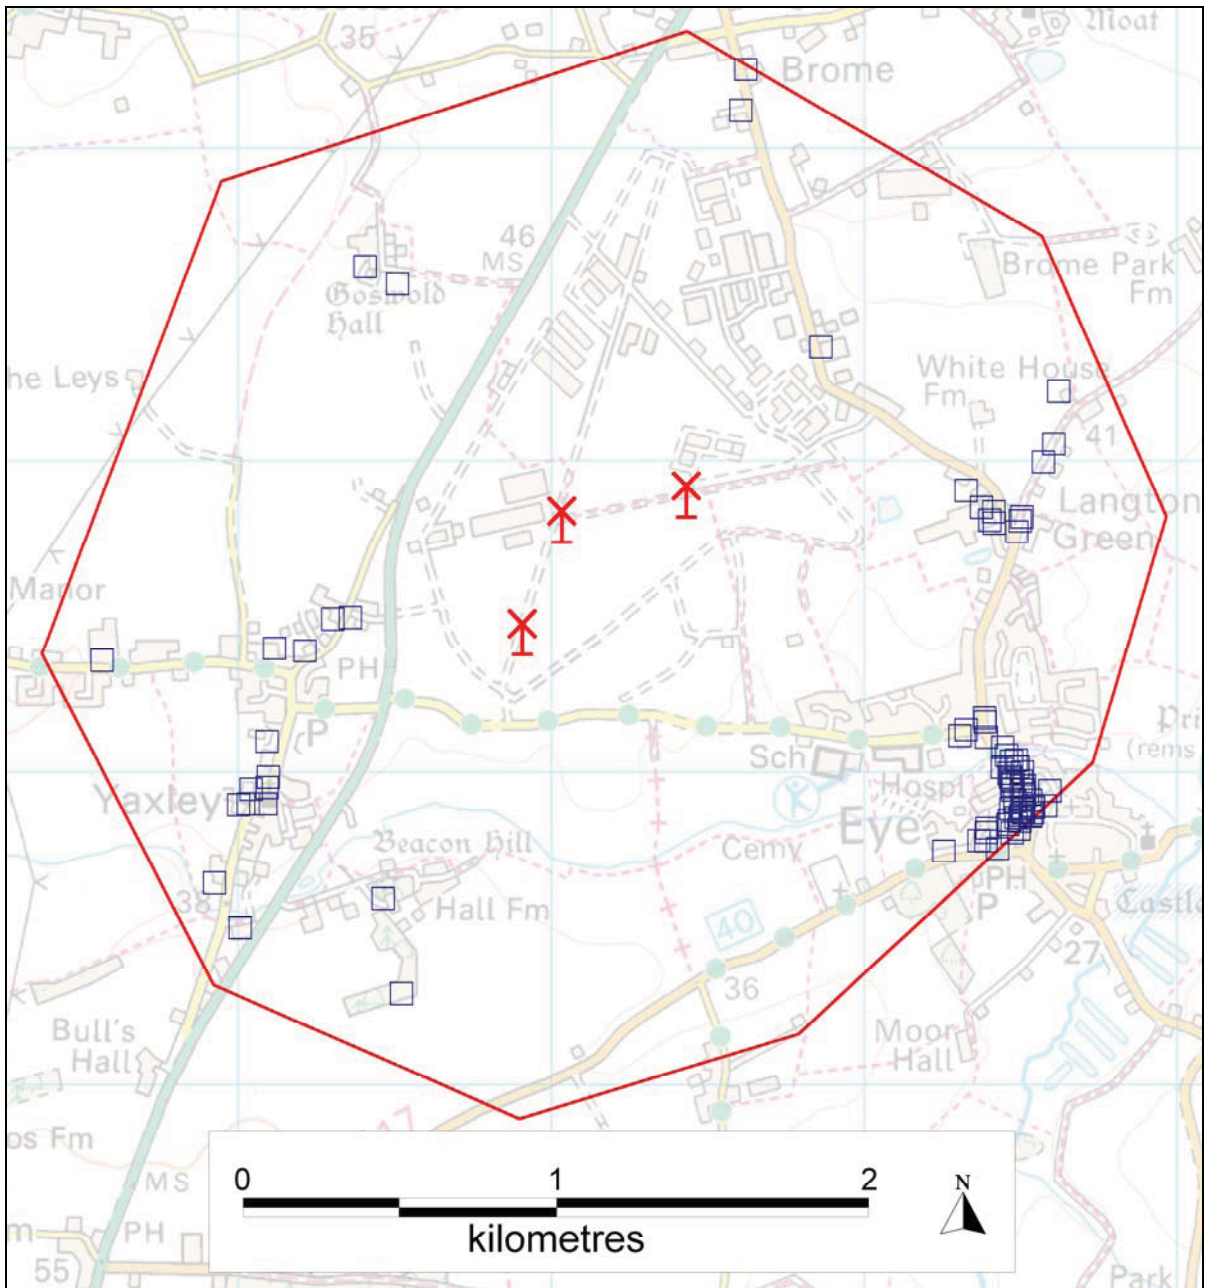 Moat
35
Brome
46
MS
Goswold
Hall
Brome Park
Fm
he Leys
White House
Fm
41
Langton
Green
Manor
PH
P
Sch
Hospl
Pri
(rems
Yaxley
Eye
Beacon Hill
Cemy
38
Hall Fm
PH
P
Castle
40
27
36
Bull's
Hall
Moor
Hall
os Fm
17
MS
PH
m
55
Park
0 1 2
kilometres
N